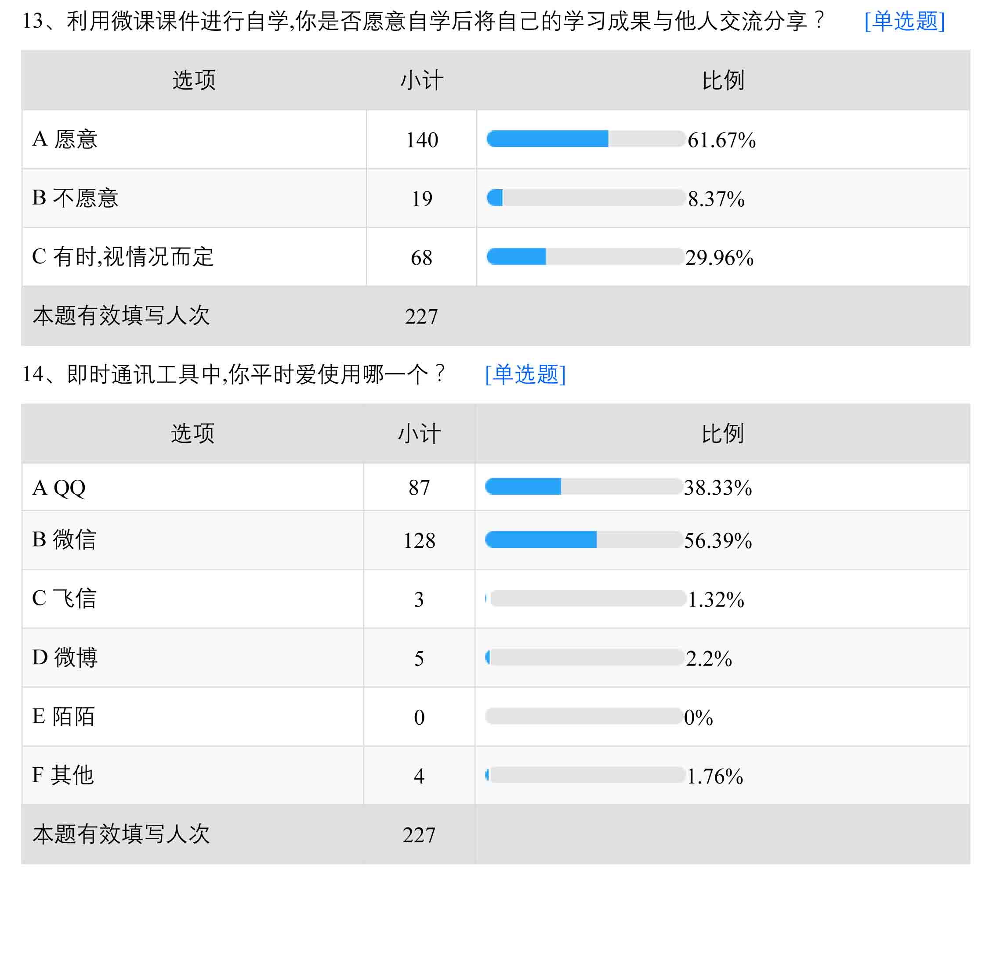 13、利用微课课件进行自学,你是否愿意自学后将自己的学习成果与他人交流分享？ [单选题]
选项 小计 比例
A 愿意 140 61.67%
B 不愿意 19 8.37%
C 有时,视情况而定 68 29.96%
本题有效填写人次 227
14、即时通讯工具中,你平时爱使用哪一个？ [单选题]
选项 小计 比例
A QQ 87 38.33%
B 微信 128 56.39%
C 飞信 3 1.32%
D 微博 5 2.2%
E 陌陌 0 0%
F 其他 4 1.76%
本题有效填写人次 227